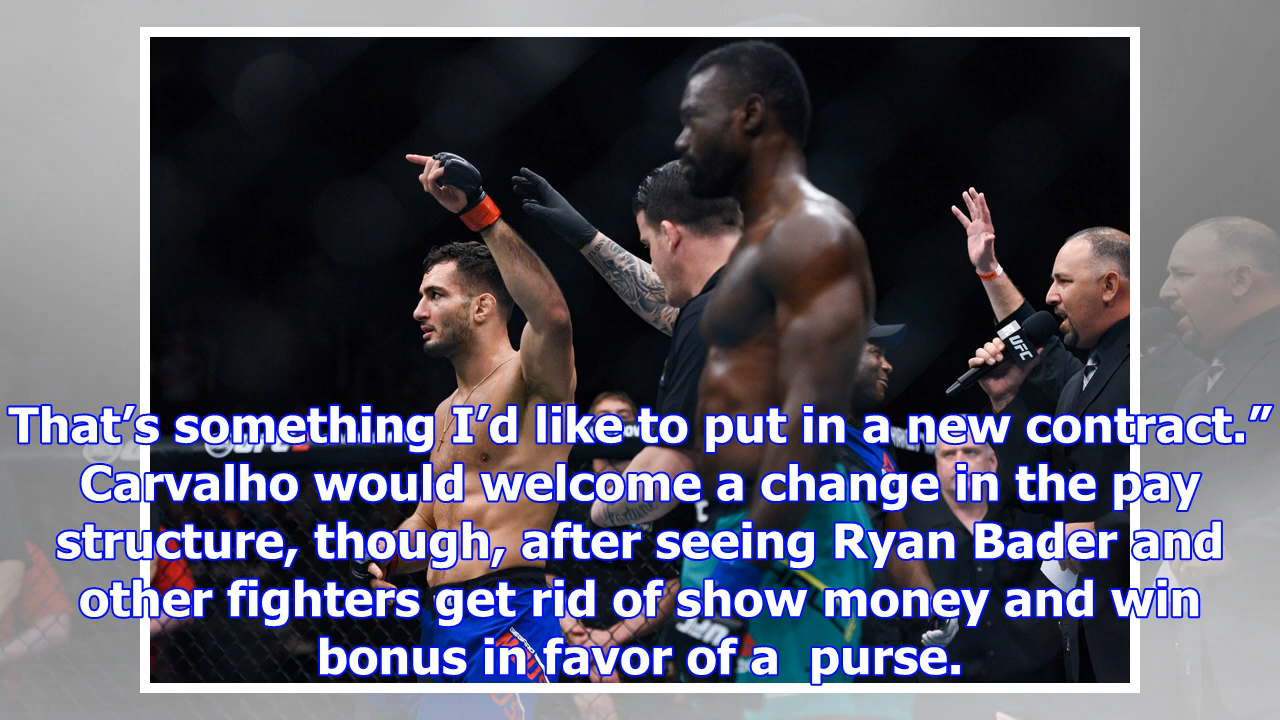 UFC
That’s something I’d like to put in a new contract.”
Carvalho would welcome a change in the pay
structure, though, after seeing Ryan Bader and
other fighters get rid of show money and win
bonus in favor of a  purse.